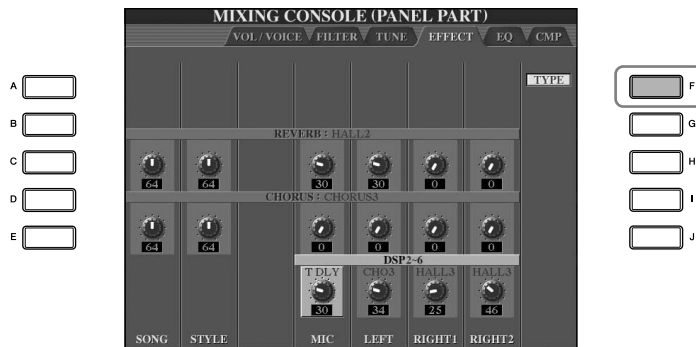 MIXING CONSOLE (PANEL PART)
VOL / VOICE FILTER TUNE EFFECT EQ CMP
A
B
C
D
E
TYPE
F
G
H
I
J
REVERB : HALL2
64 64 30 30 0 0
CHORUS : CHORUS3
64 64 0 0 0 0
DSP2~6
T DLY CHO3 HALL3 HALL3
30 34 25 46
SONG STYLE MIC LEFT RIGHT1 RIGHT2